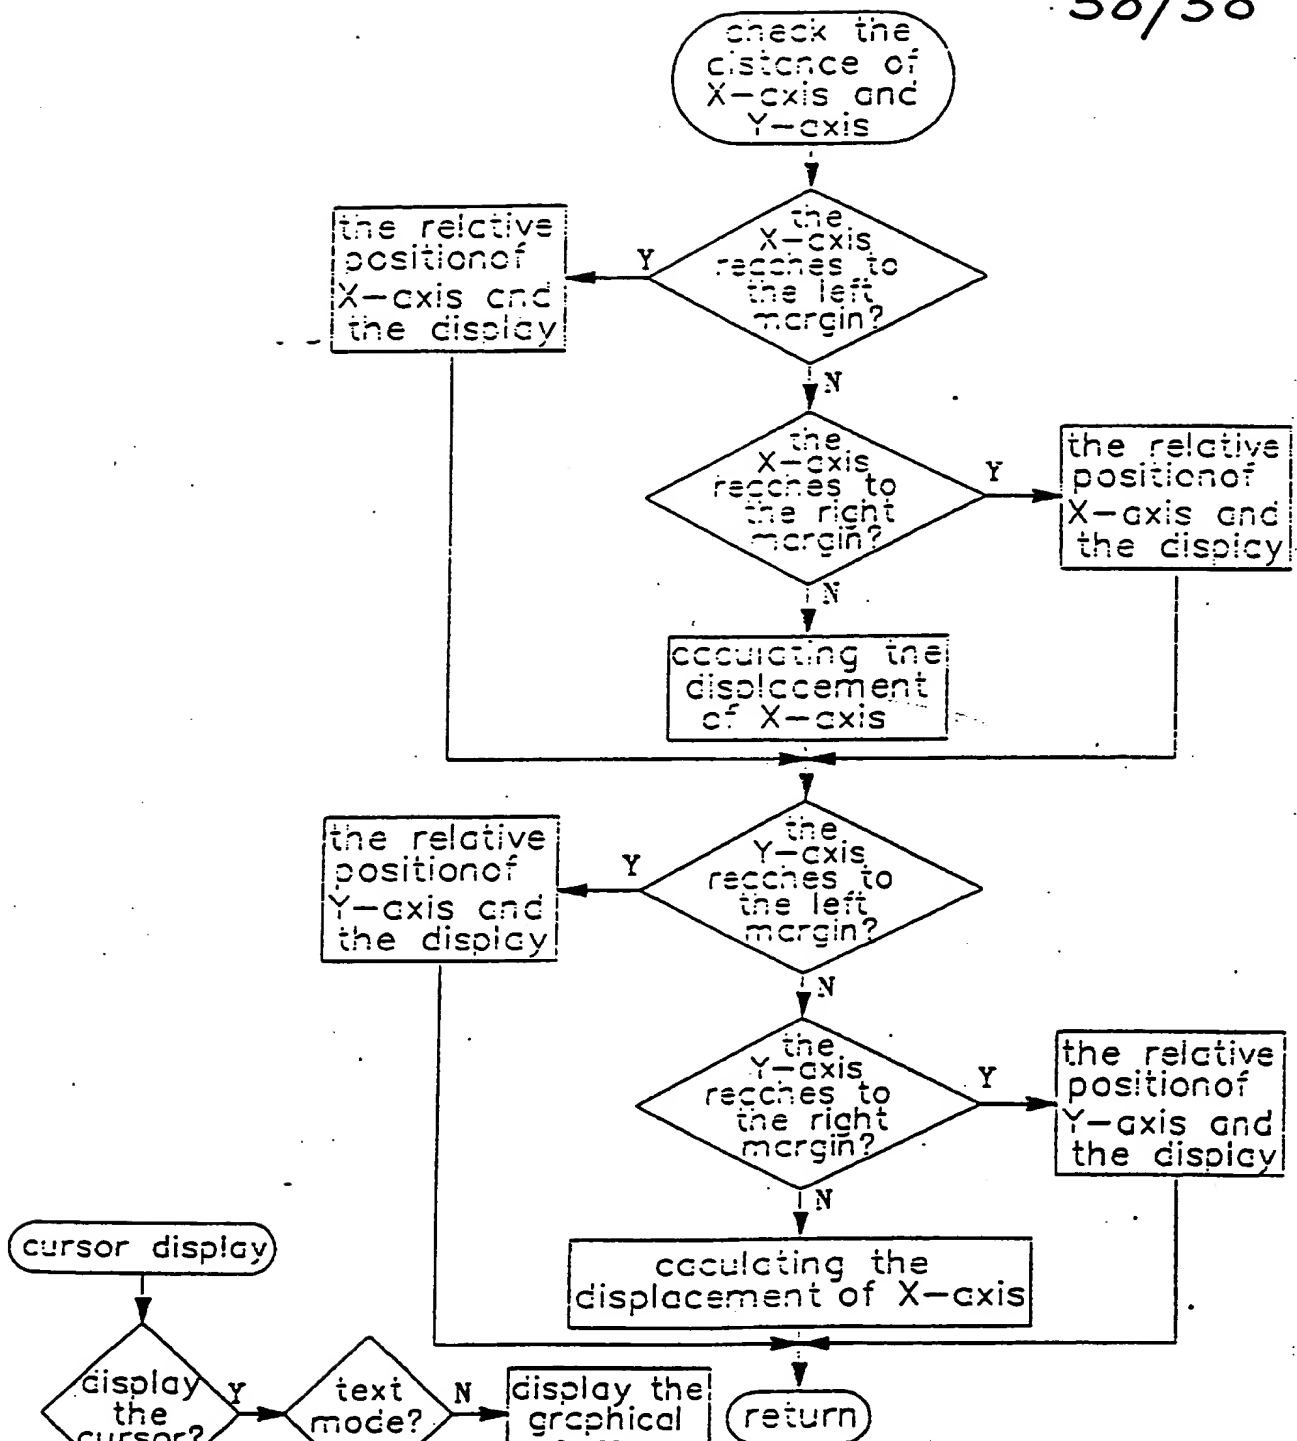 38/38
check the
distance of
X-axis and
Y-axis
the
X-axis
reaches to
the left
margin?
Y
the relative
positionof
X-axis and
the display
N
the
X-axis
reaches to
the right
margin?
Y
the relative
positionof
X-axis and
the display
N
caculating the
displacement
of X-axis
the
Y-axis
reaches to
the left
margin?
Y
the relative
positionof
Y-axis and
the display
N
the
Y-axis
reaches to
the right
margin?
Y
the relative
positionof
Y-axis and
the display
N
caculating the
displacement of X-axis
return
cursor display
display
the
cursor?
Y
text
mode?
N
display the
graphical